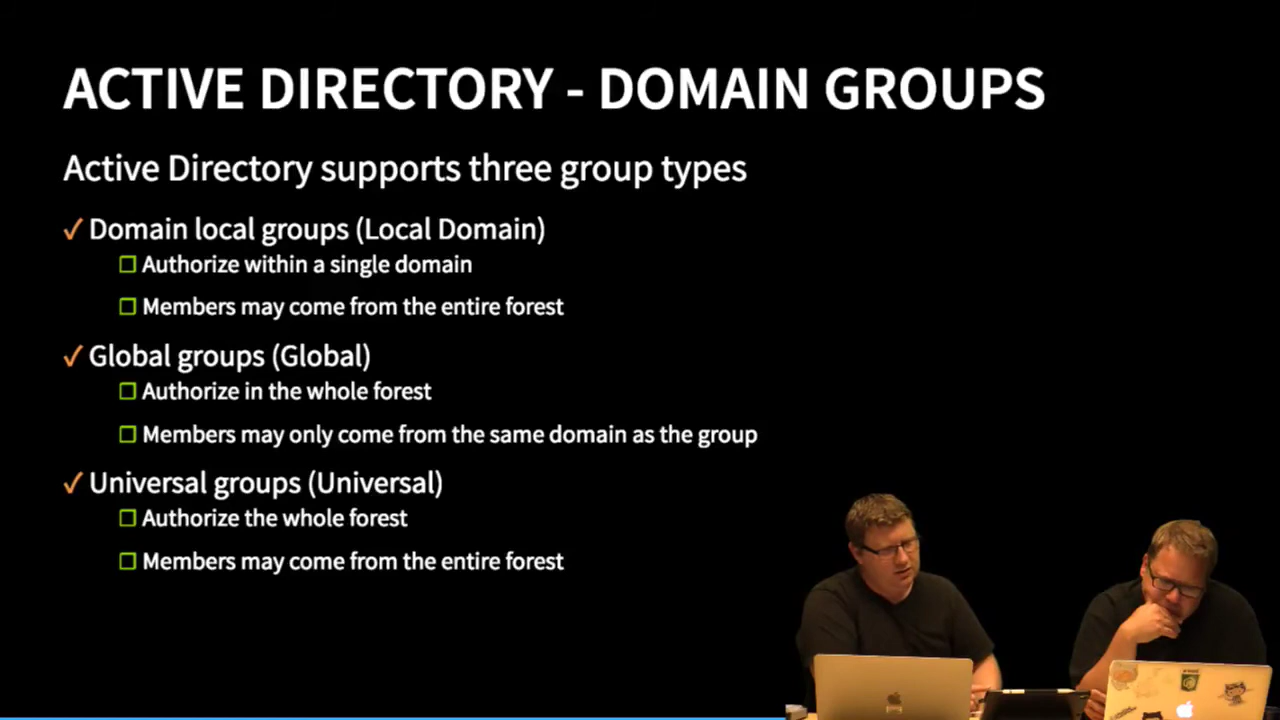 ACTIVE DIRECTORY - DOMAIN GROUPS
Active Directory supports three group types
✓ Domain local groups (Local Domain)
❒ Authorize within a single domain
❒ Members may come from the entire forest
✓ Global groups (Global)
❒ Authorize in the whole forest
❒ Members may only come from the same domain as the group
✓ Universal groups (Universal)
❒ Authorize the whole forest
❒ Members may come from the entire forest